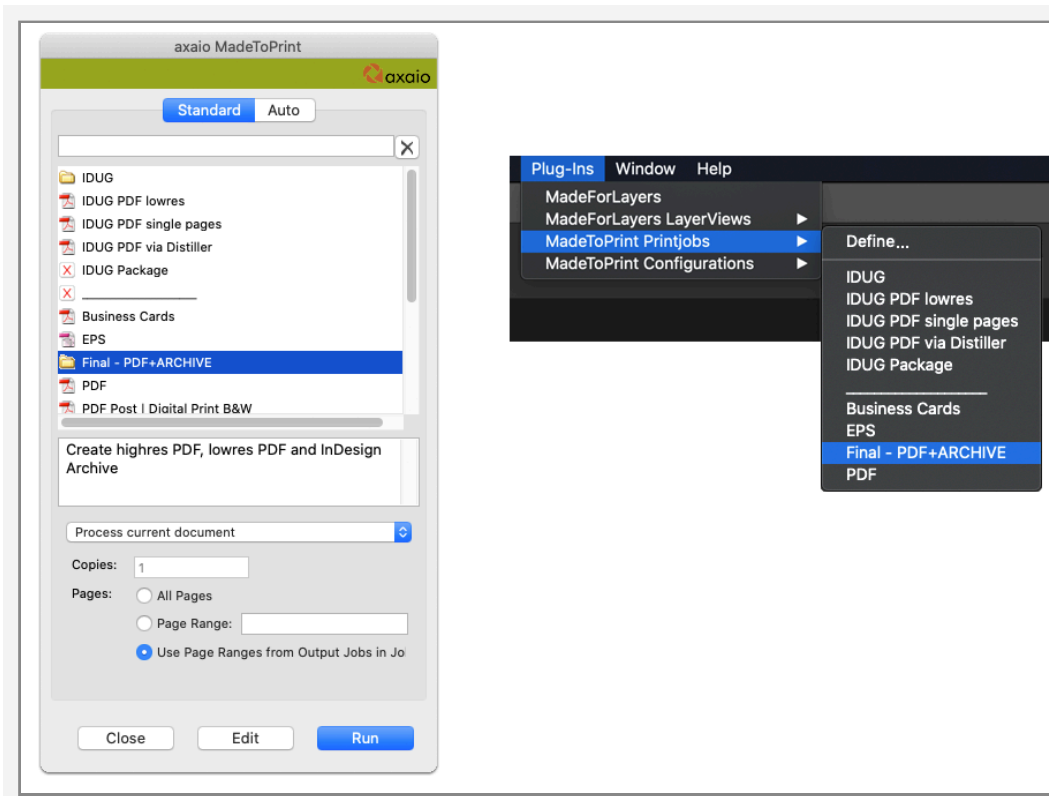 axaio MadeToPrint
axaio
Standard Auto
IDUG
IDUG PDF lowres
IDUG PDF single pages
IDUG PDF via Distiller
IDUG Package
________________
Business Cards
EPS
Final - PDF+ARCHIVE
PDF
PDF Post | Digital Print B&W
Create highres PDF, lowres PDF and InDesign
Archive
Process current document
Copies: 1
Pages: All Pages
Page Range:
Use Page Ranges from Output Jobs in Jo
Close Edit Run
Plug-Ins Window Help
MadeForLayers
MadeForLayers LayerViews
MadeToPrint Printjobs
MadeToPrint Configurations
Define...
IDUG
IDUG PDF lowres
IDUG PDF single pages
IDUG PDF via Distiller
IDUG Package
________________
Business Cards
EPS
Final - PDF+ARCHIVE
PDF